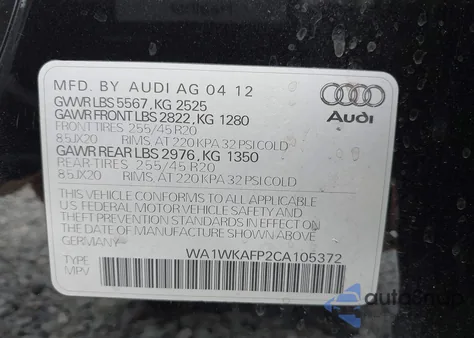 MFD. BY AUDI AG 04 12
GVWR LBS 5567, KG 2525
GAWR FRONT LBS 2822, KG 1280
FRONT TIRES 255/45 R20
8.5JX20 RIMS AT 220 KPA 32 PSI COLD
GAWR REAR LBS 2976, KG 1350
REAR TIRES 255/45 R20
8.5JX20 RIMS AT 220 KPA 32 PSI COLD
Audi
THIS VEHICLE CONFORMS TO ALL APPLICABLE
U.S. FEDERAL MOTOR VEHICLE SAFETY AND
THEFT PREVENTION STANDARDS IN EFFECT ON
THE DATE OF MANUFACTURE SHOWN ABOVE.
WA1WKAFP2CA105372
TYPE
MPV
autoSnap